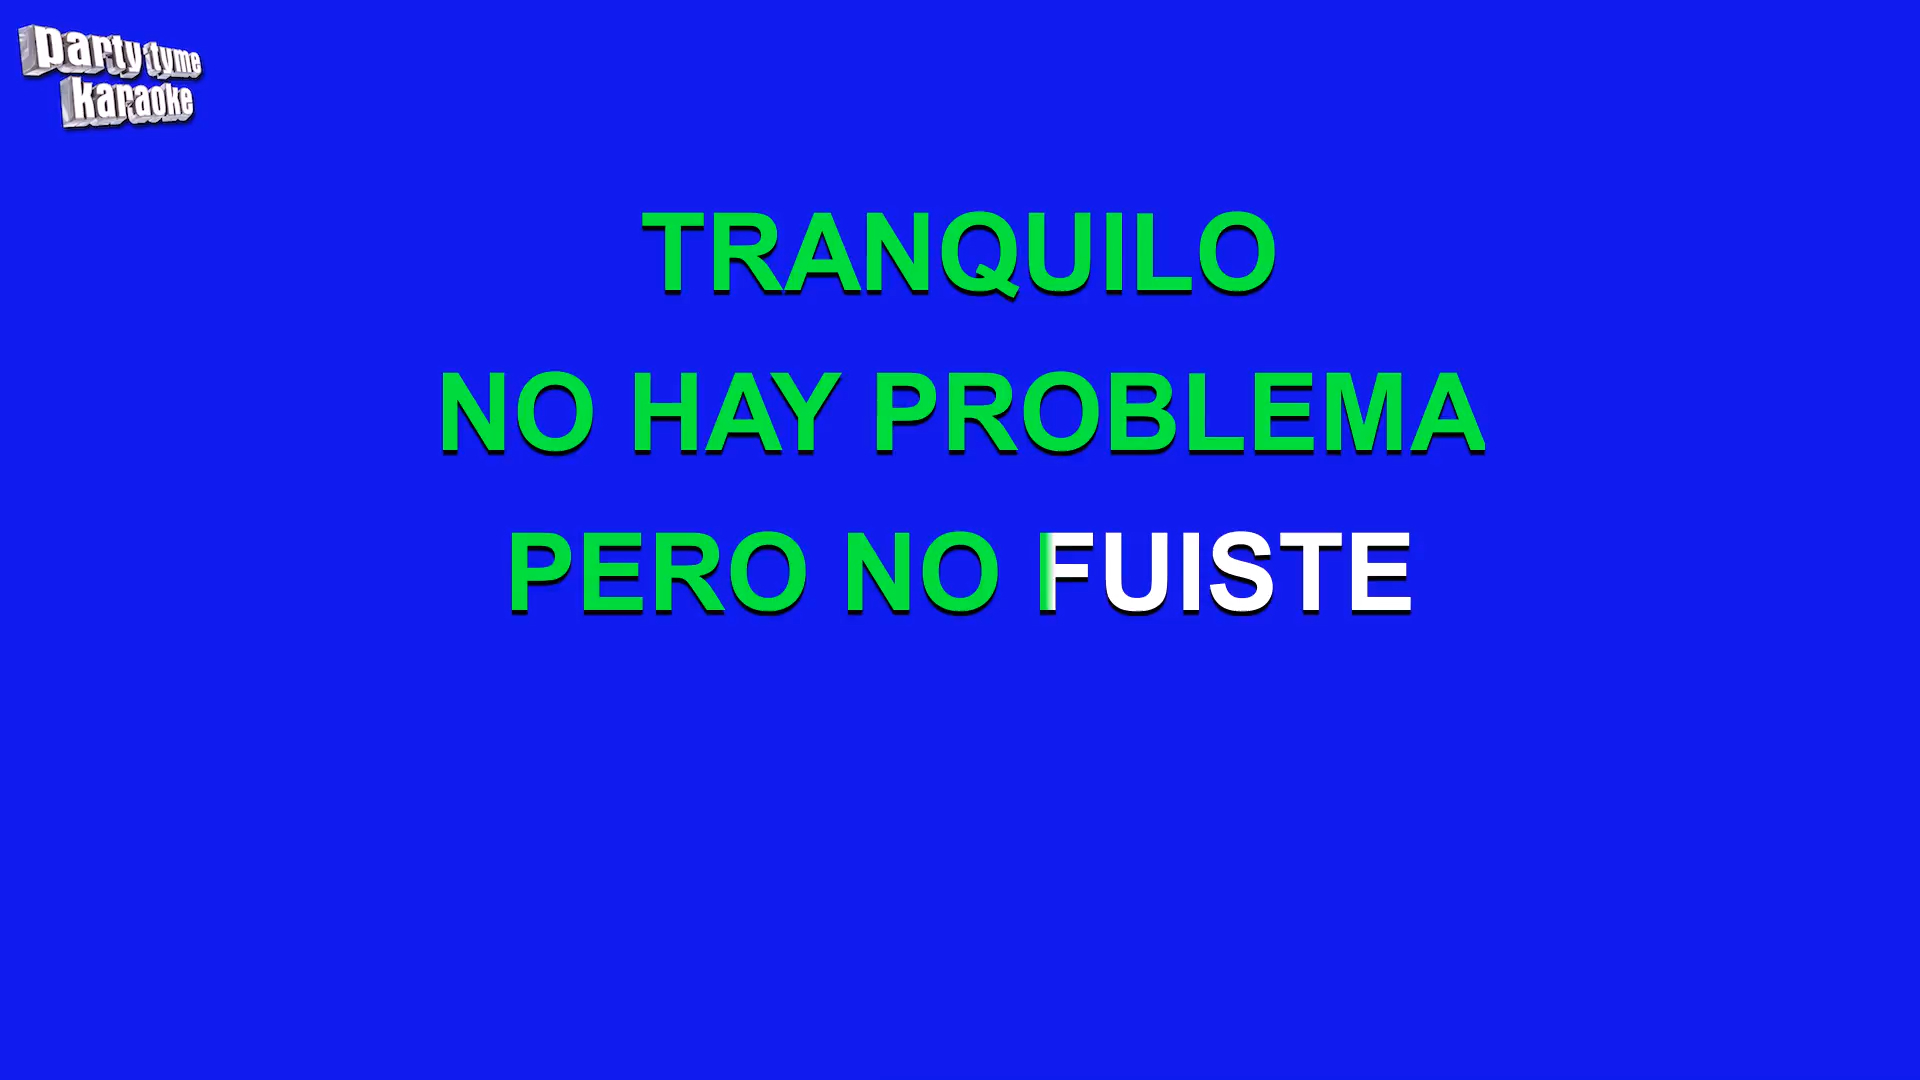 party tyme
karaoke
TRANQUILO
NO HAY PROBLEMA
PERO NO FUISTE